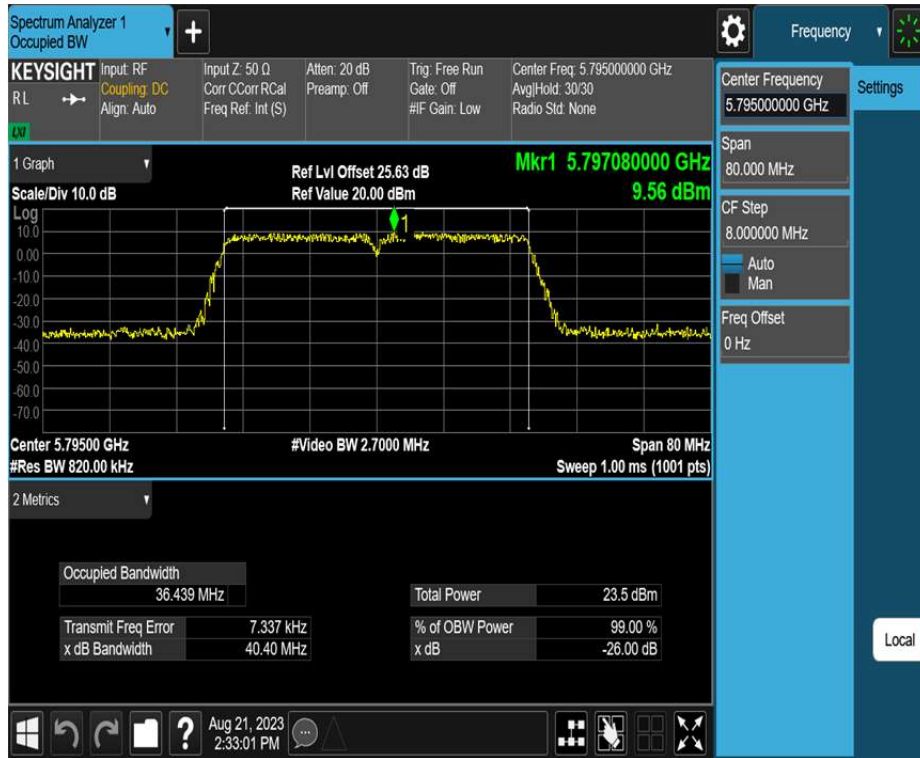 Spectrum Analyzer 1
Occupied BW
+
Frequency
KEYSIGHT
R L
LXI
Input: RF
Coupling: DC
Align: Auto
Input Z: 50 Ω
Corr CCorr RCal
Freq Ref: Int (S)
Atten: 20 dB
Preamp: Off
Trig: Free Run
Gate: Off
#IF Gain: Low
Center Freq: 5.795000000 GHz
Avg|Hold: 30/30
Radio Std: None
Center Frequency
5.795000000 GHz
Settings
Span
80.000 MHz
CF Step
8.000000 MHz
Auto
Man
Freq Offset
0 Hz
1 Graph
Ref Lvl Offset 25.63 dB
Mkr1 5.797080000 GHz
Scale/Div 10.0 dB
Ref Value 20.00 dBm
9.56 dBm
Log
1
10.0
0.00
-10.0
-20.0
-30.0
-40.0
-50.0
-60.0
-70.0
Center 5.79500 GHz
#Video BW 2.7000 MHz
Span 80 MHz
#Res BW 820.00 kHz
Sweep 1.00 ms (1001 pts)
2 Metrics
Occupied Bandwidth
36.439 MHz
Total Power 23.5 dBm
Transmit Freq Error 7.337 kHz
% of OBW Power 99.00 %
x dB Bandwidth 40.40 MHz
x dB -26.00 dB
Local
?
Aug 21, 2023
2:33:01 PM